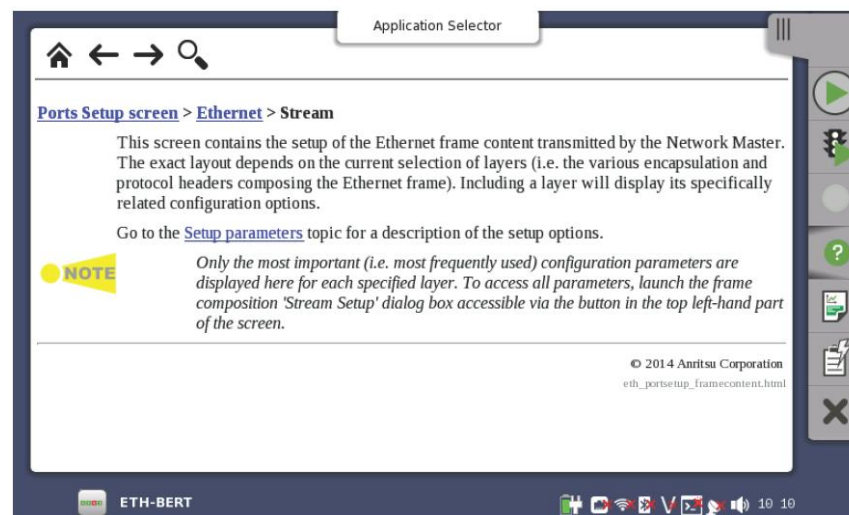 Application Selector
Ports Setup screen > Ethernet > Stream
This screen contains the setup of the Ethernet frame content transmitted by the Network Master.
The exact layout depends on the current selection of layers (i.e. the various encapsulation and
protocol headers composing the Ethernet frame). Including a layer will display its specifically
related configuration options.
Go to the Setup parameters topic for a description of the setup options.
NOTE
Only the most important (i.e. most frequently used) configuration parameters are
displayed here for each specified layer. To access all parameters, launch the frame
composition 'Stream Setup' dialog box accessible via the button in the top left-hand part
of the screen.
© 2014 Anritsu Corporation
eth_portsetup_framecontent.html
ETH-BERT
10 10